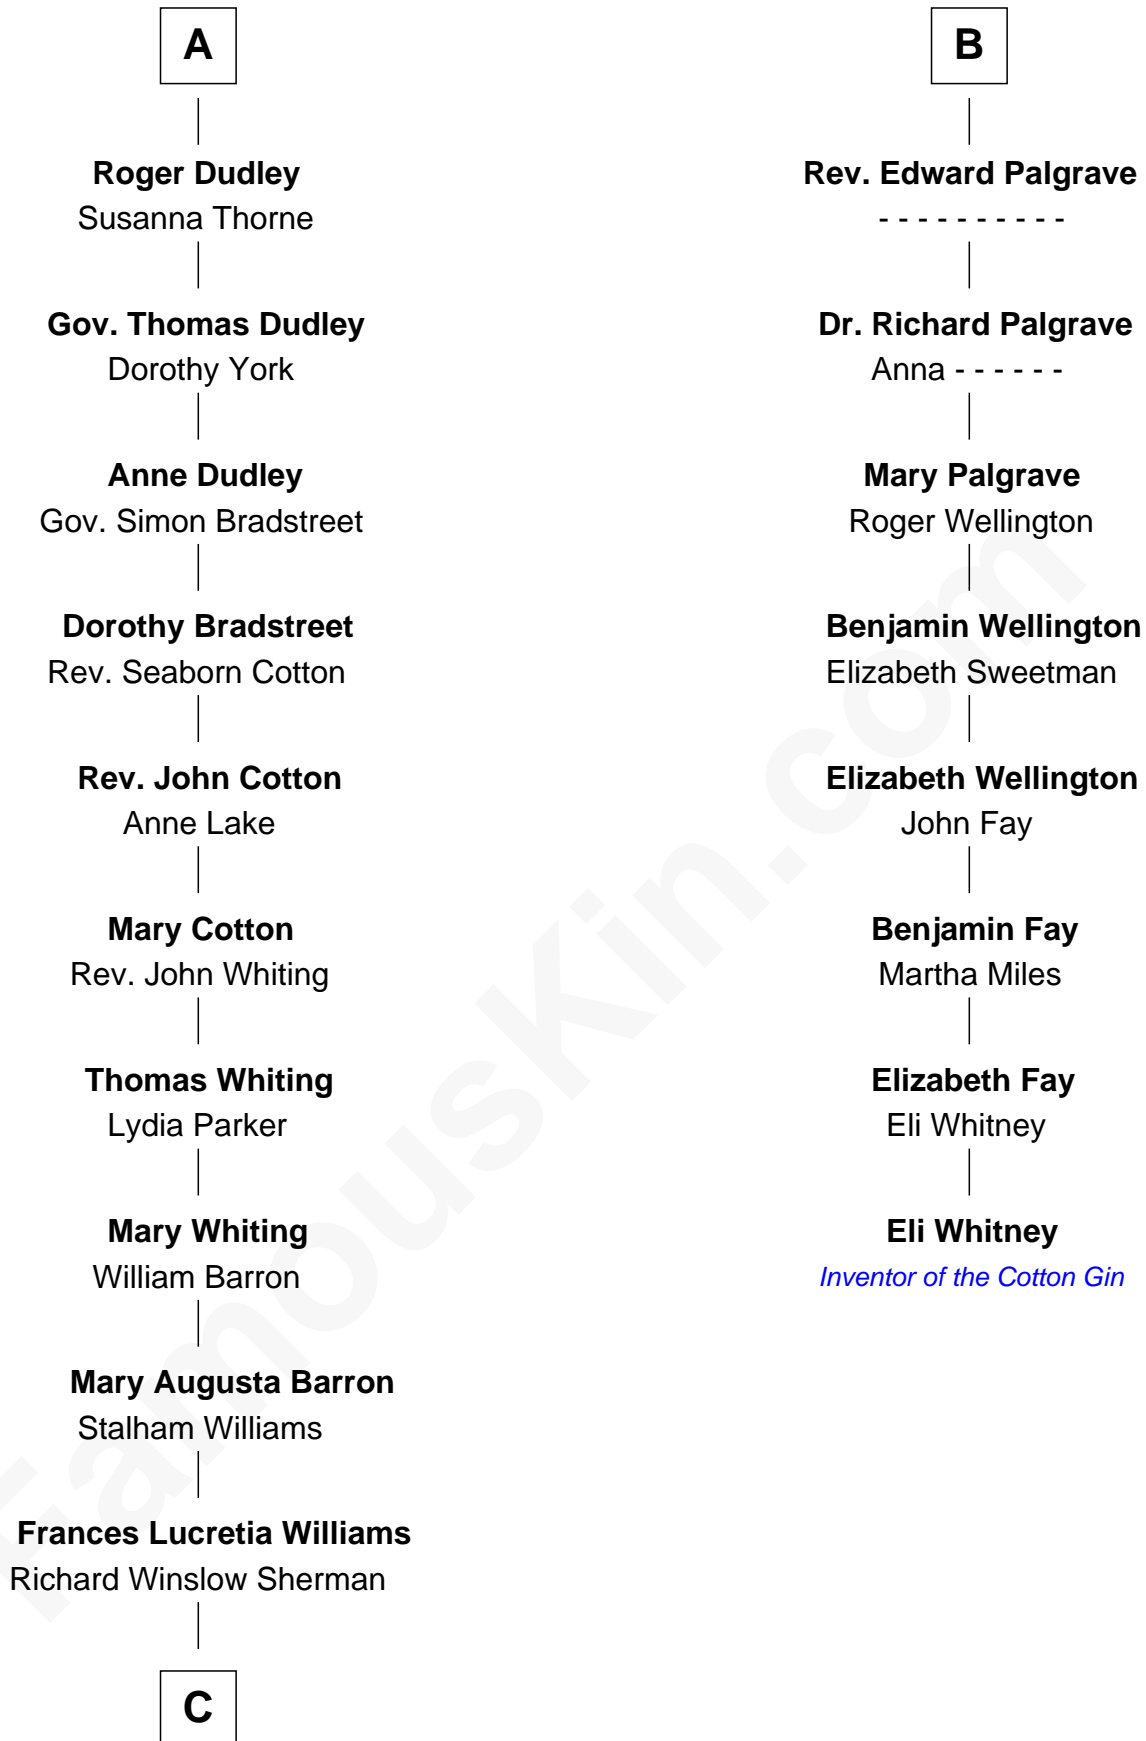 A
Roger Dudley
Susanna Thorne
Gov. Thomas Dudley
Dorothy York
Anne Dudley
Gov. Simon Bradstreet
Dorothy Bradstreet
Rev. Seaborn Cotton
Rev. John Cotton
Anne Lake
Mary Cotton
Rev. John Whiting
Thomas Whiting
Lydia Parker
Mary Whiting
William Barron
Mary Augusta Barron
Stalham Williams
Frances Lucretia Williams
Richard Winslow Sherman
C
B
Rev. Edward Palgrave
- - - - - - - - - -
Dr. Richard Palgrave
Anna - - - - - -
Mary Palgrave
Roger Wellington
Benjamin Wellington
Elizabeth Sweetman
Elizabeth Wellington
John Fay
Benjamin Fay
Martha Miles
Elizabeth Fay
Eli Whitney
Eli Whitney
Inventor of the Cotton Gin
FamousKin.com